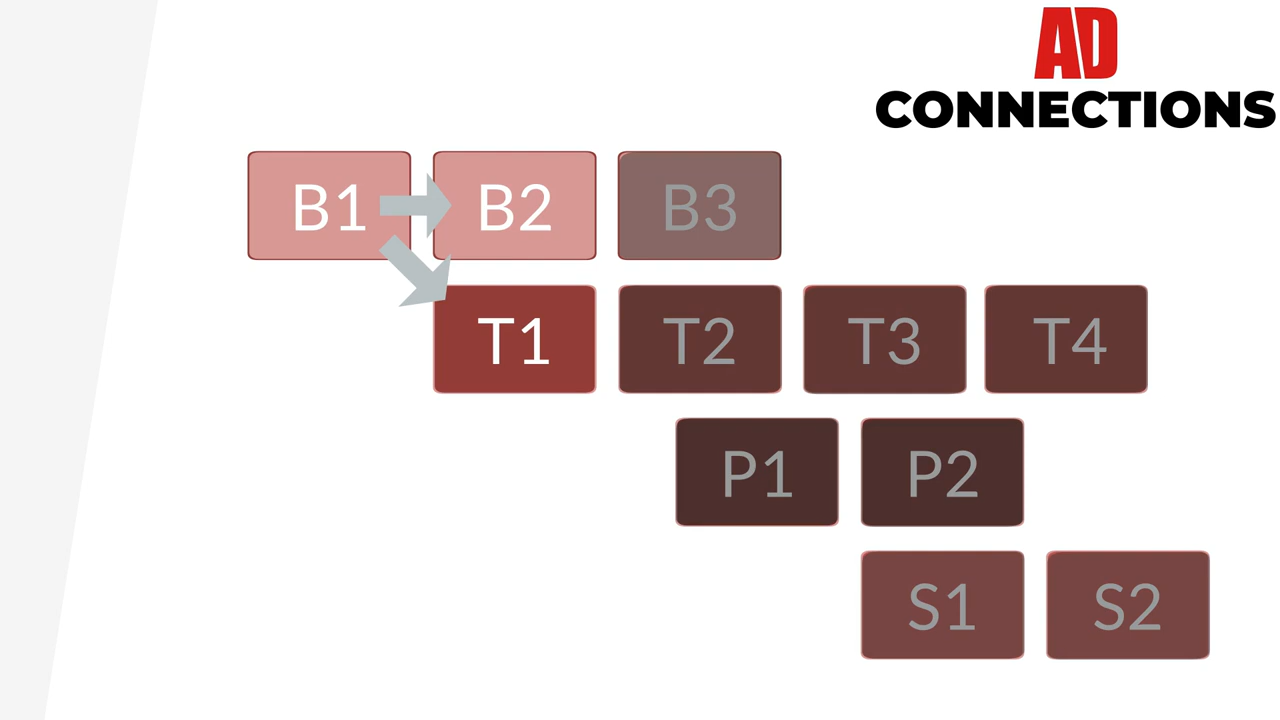 AD
CONNECTIONS
B1 B2 B3
T1 T2 T3 T4
P1 P2
S1 S2